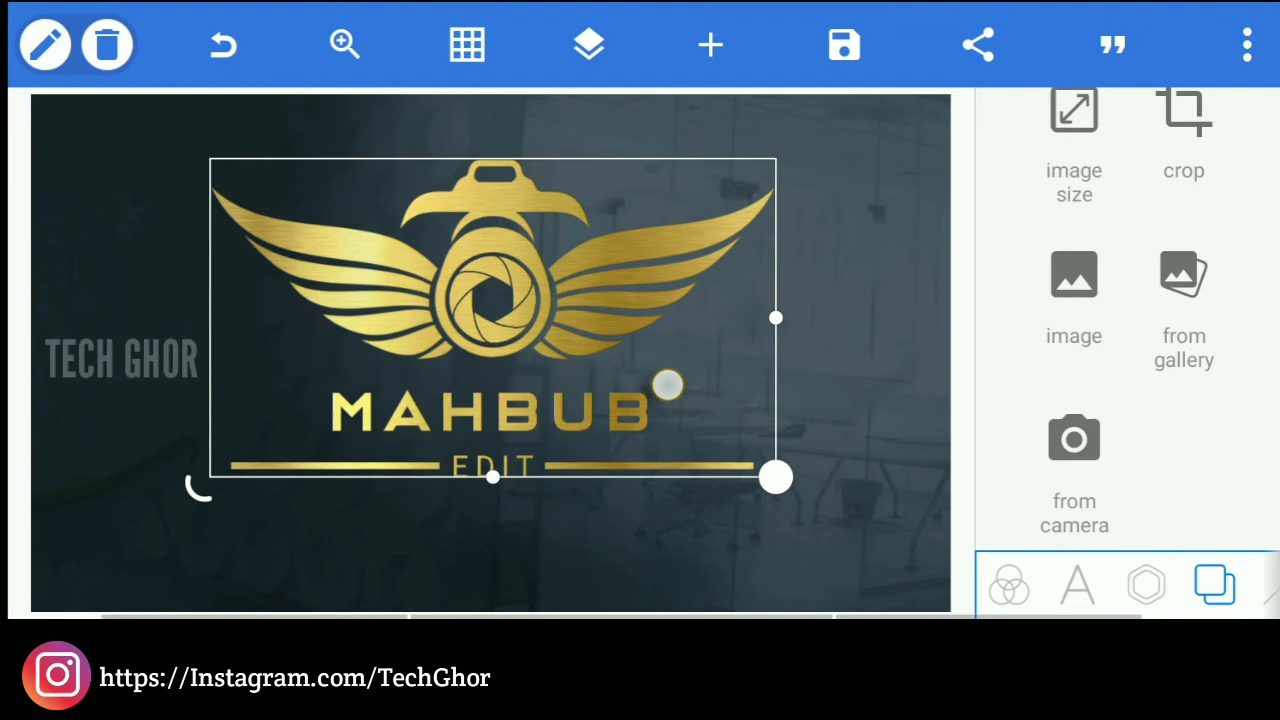 image
size
crop
TECH GHOR
image
from
gallery
MAHBUB
EDIT
from
camera
https://Instagram.com/TechGhor